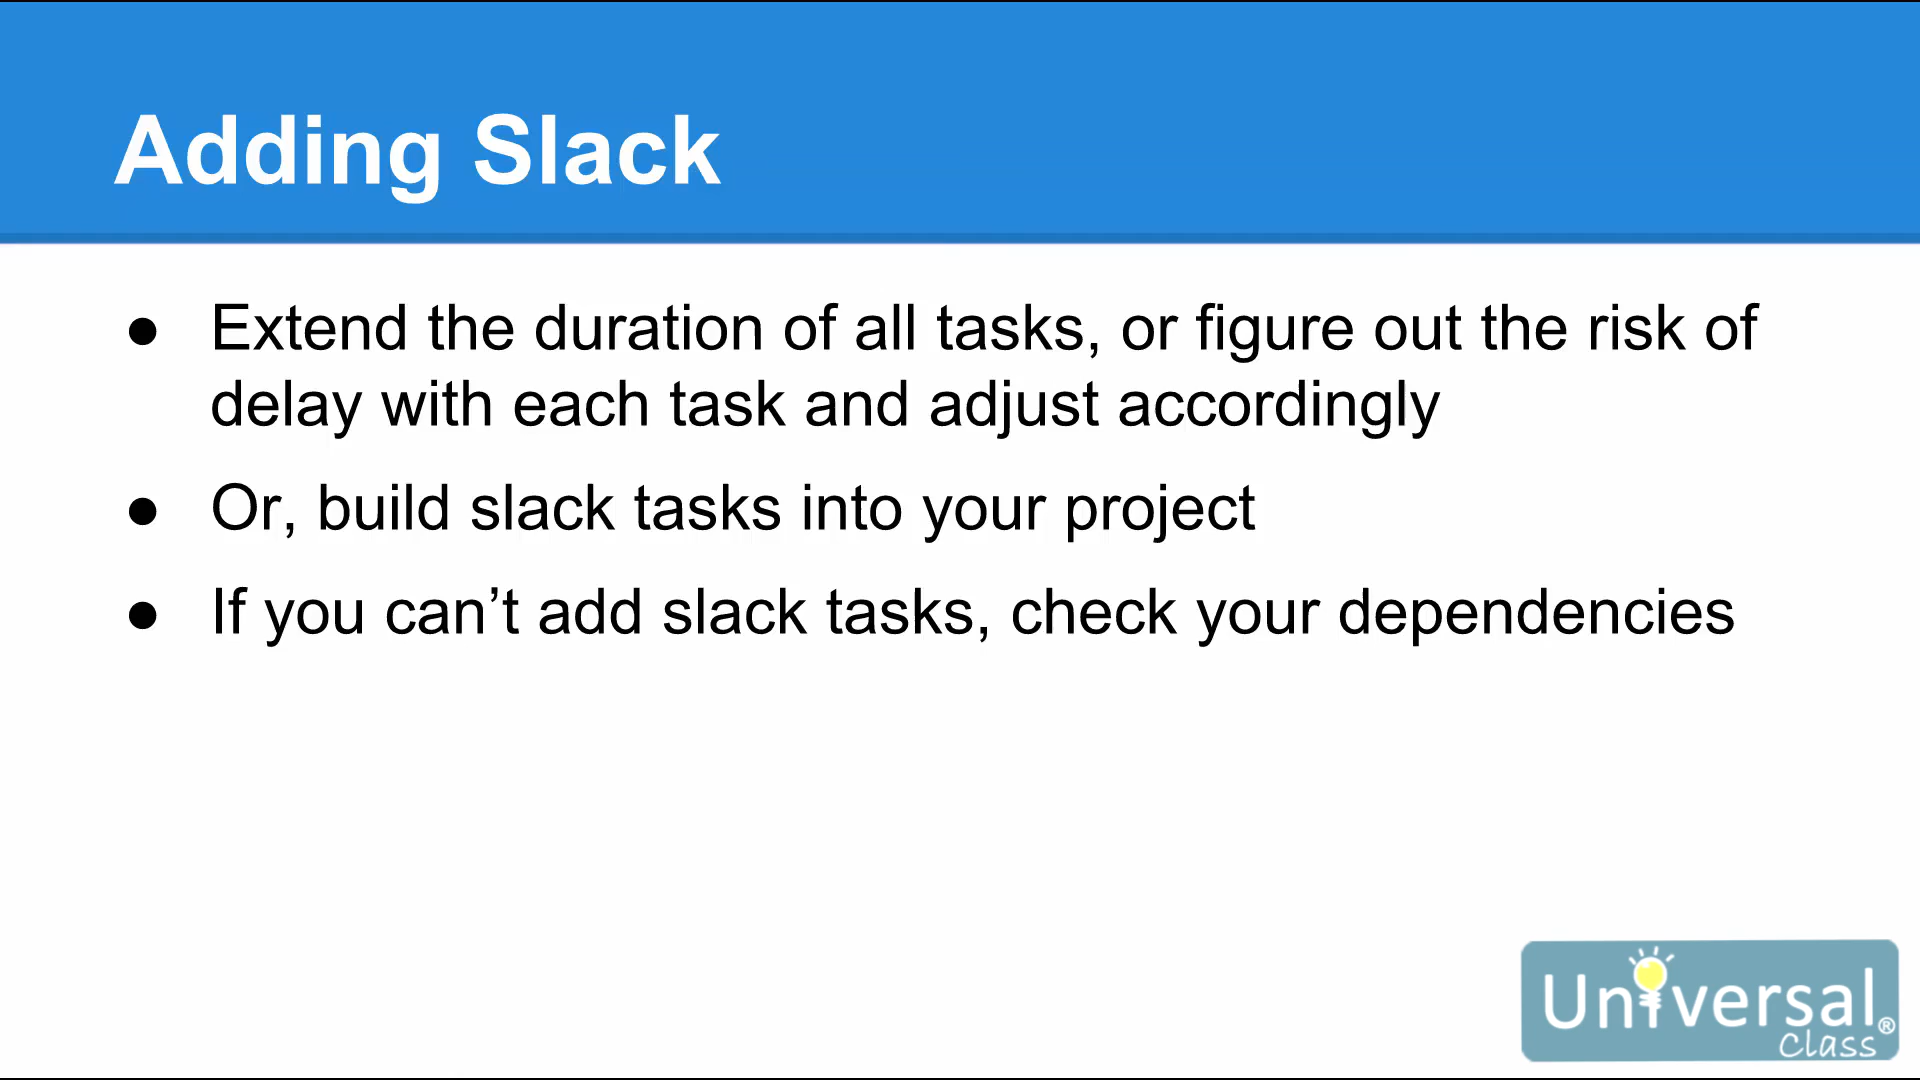 Adding Slack
● Extend the duration of all tasks, or figure out the risk of
delay with each task and adjust accordingly
● Or, build slack tasks into your project
● If you can’t add slack tasks, check your dependencies
Universal®
Class